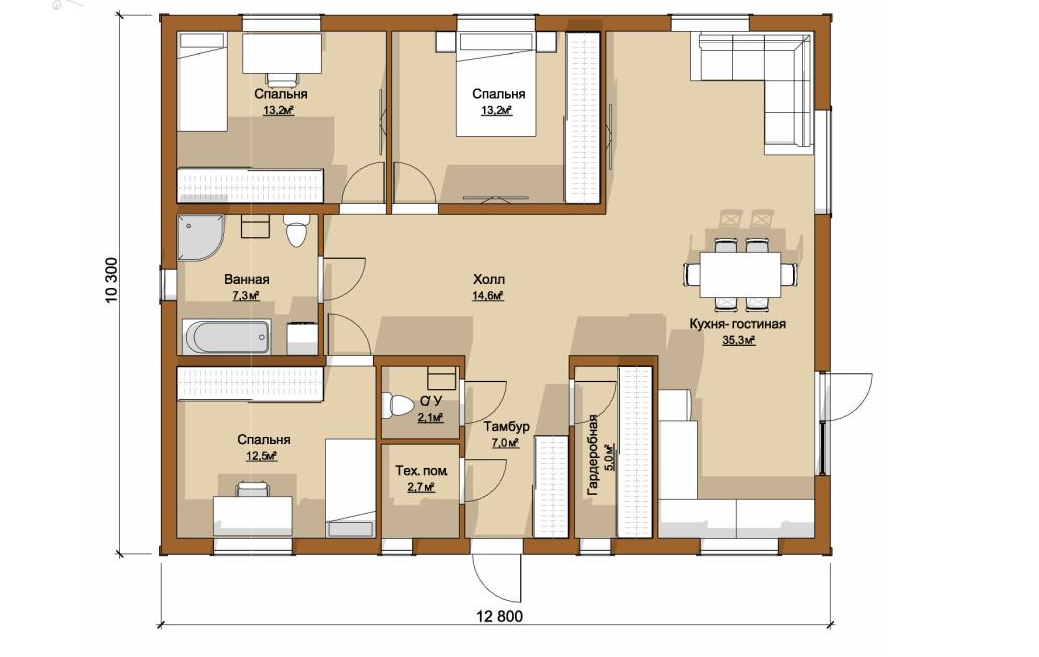 Спальня
13,2м²
Спальня
13,2м²
10 300
Ванная
7,3м²
Холл
14,6м²
Кухня- гостиная
35,3м²
С/У
2,1м²
Тамбур
7,0м²
Гардеробная
5,0м²
Спальня
12,5м²
Тех. пом.
2,7м²
12 800